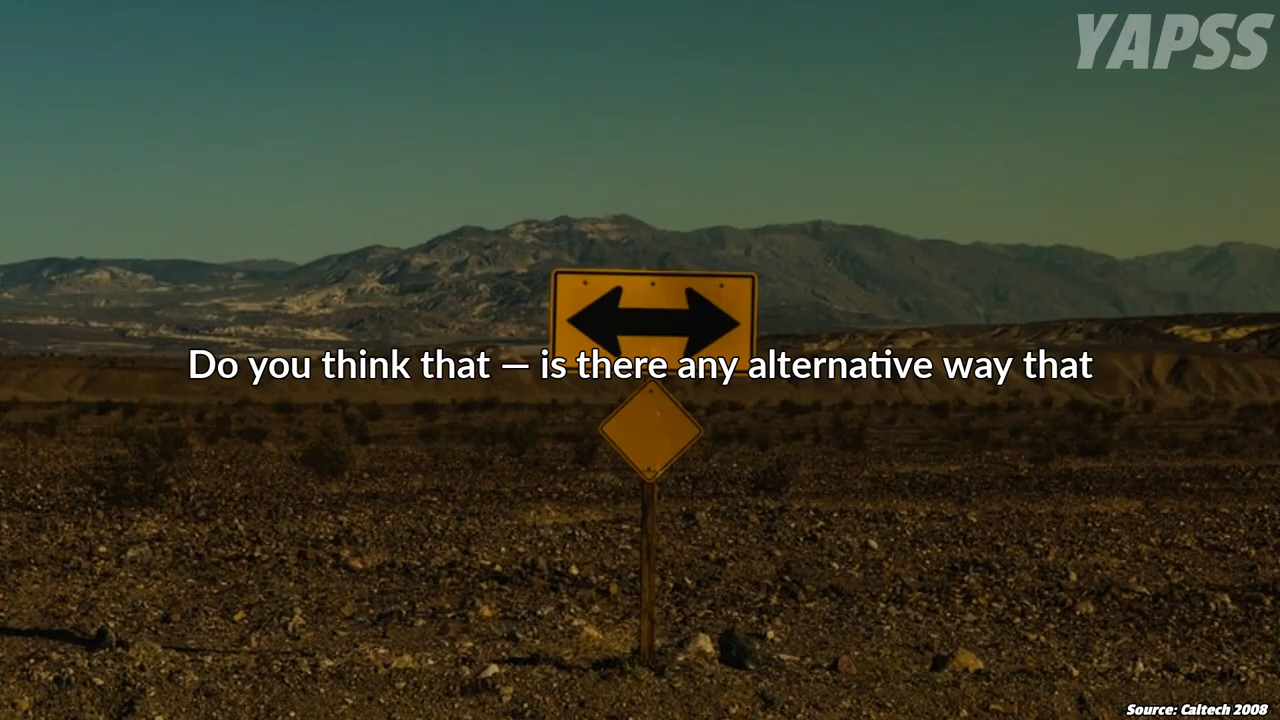 YAPSS
Do you think that — is there any alternative way that
Source: Caltech 2008